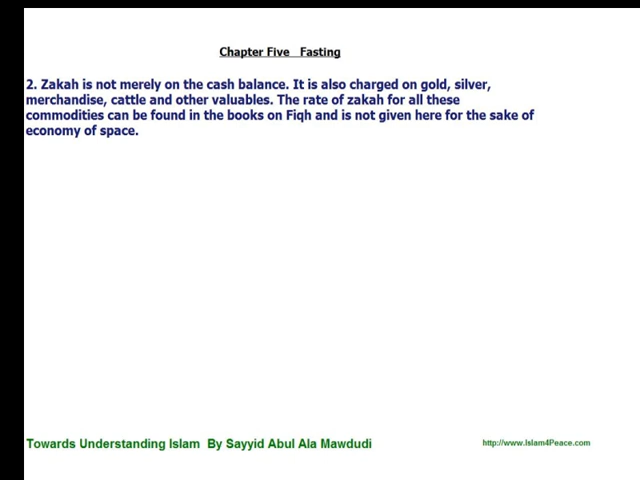 Chapter Five Fasting
2. Zakah is not merely on the cash balance. It is also charged on gold, silver,
merchandise, cattle and other valuables. The rate of zakah for all these
commodities can be found in the books on Fiqh and is not given here for the sake of
economy of space.
Towards Understanding Islam By Sayyid Abul Ala Mawdudi
http://www.Islam4Peace.com